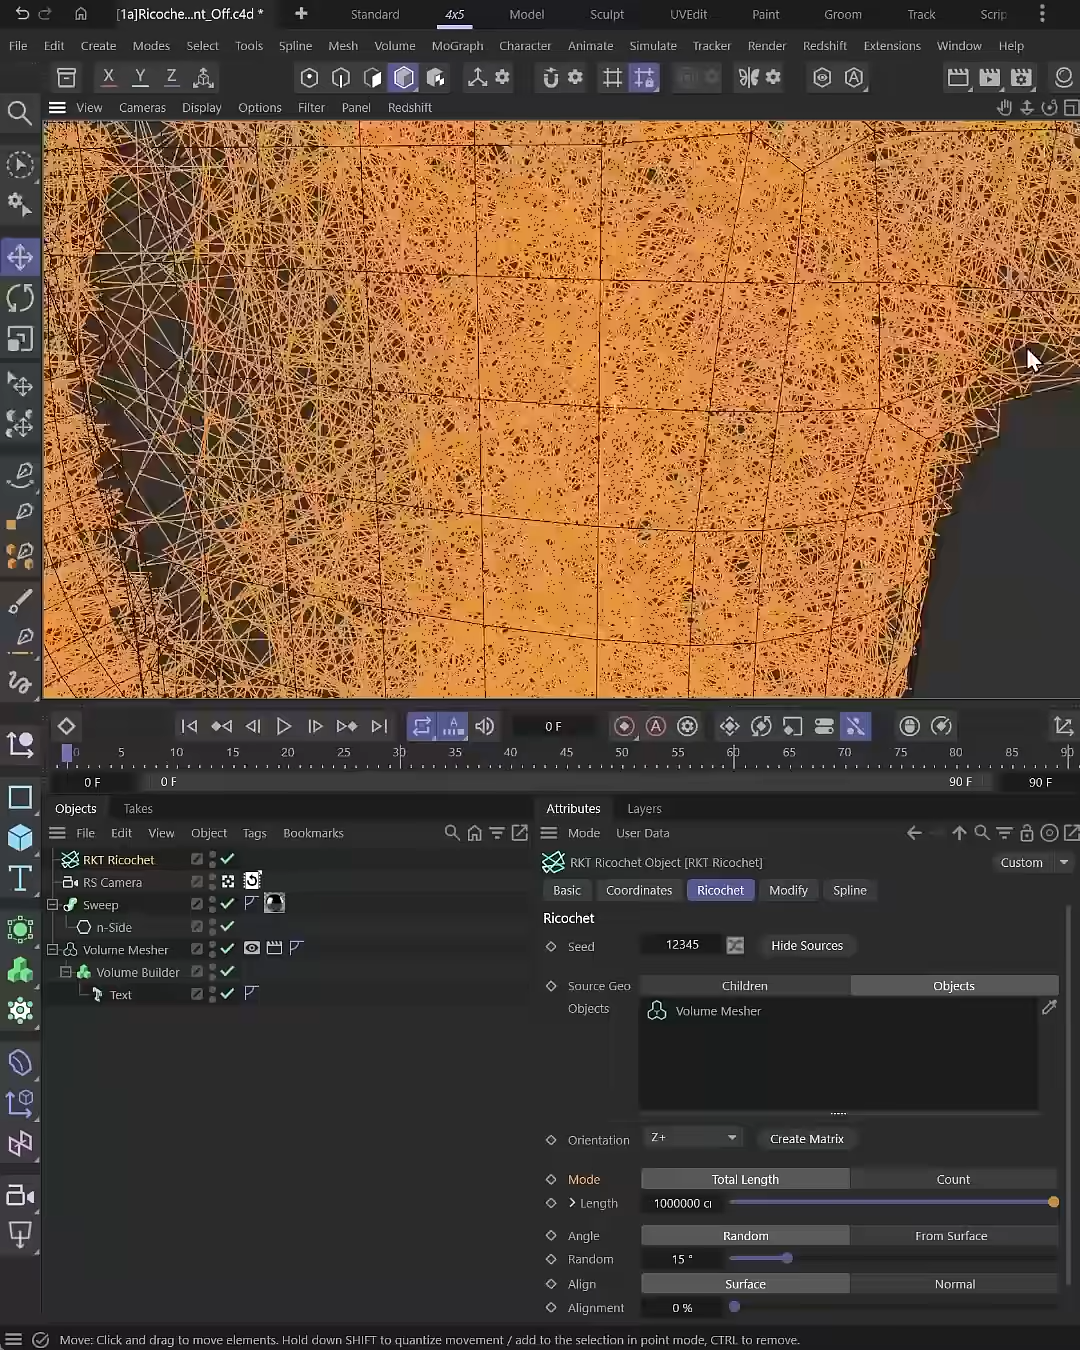 [1a]Ricoche...nt_Off.c4d * Standard 4x5 Model Sculpt UVEdit Paint Groom Track Scrip
File Edit Create Modes Select Tools Spline Mesh Volume MoGraph Character Animate Simulate Tracker Render Redshift Extensions Window Help
X Y Z
View Cameras Display Options Filter Panel Redshift
0 F
0 5 10 15 20 25 30 35 40 45 50 55 60 65 70 75 80 85 90
0 F 0 F 90 F 90 F
Objects Takes
File Edit View Object Tags Bookmarks
RKT Ricochet
RS Camera
Sweep
n-Side
Volume Mesher
Volume Builder
Text
Attributes Layers
Mode User Data
RKT Ricochet Object [RKT Ricochet] Custom
Basic Coordinates Ricochet Modify Spline
Ricochet
Seed 12345 Hide Sources
Source Geo Children Objects
Objects Volume Mesher
Orientation Z+ Create Matrix
Mode Total Length Count
Length 1000000 cı
Angle Random From Surface
Random 15 °
Align Surface Normal
Alignment 0 %
Move: Click and drag to move elements. Hold down SHIFT to quantize movement / add to the selection in point mode, CTRL to remove.